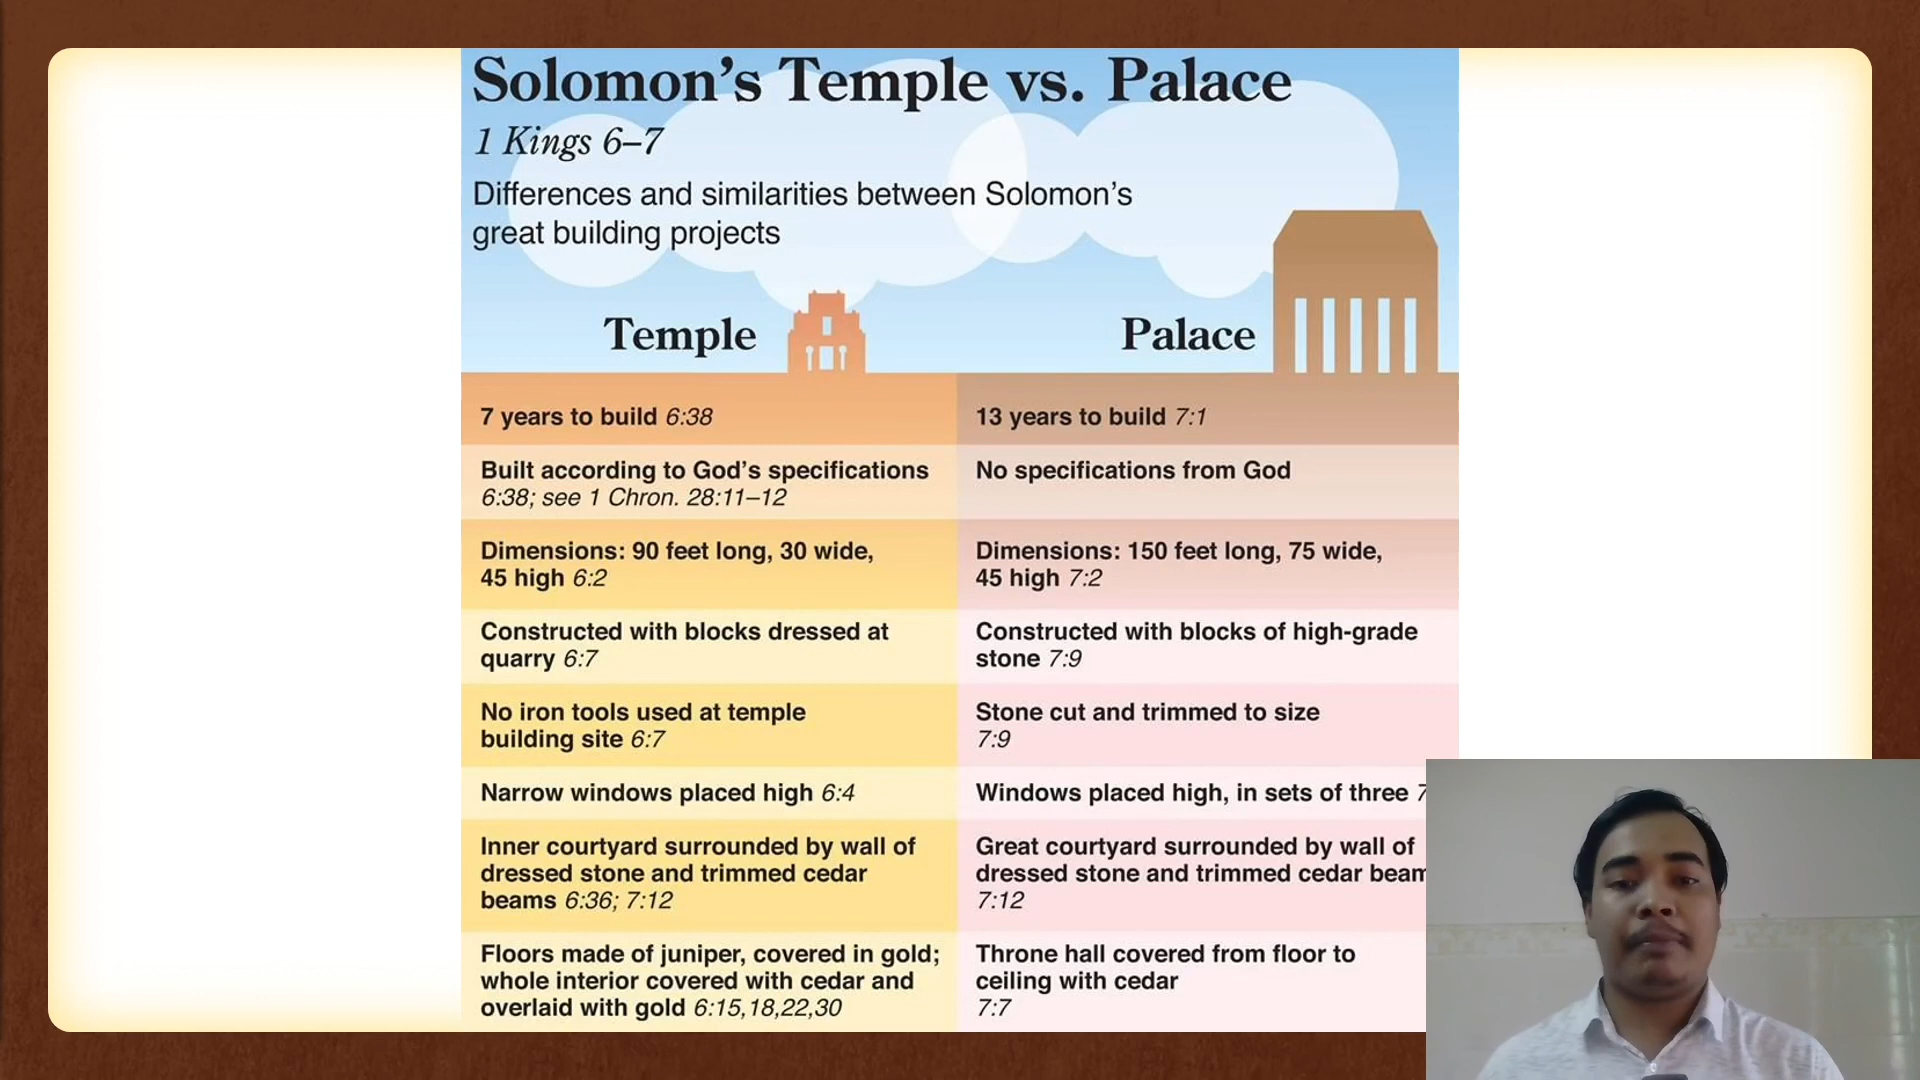 Solomon’s Temple vs. Palace
1 Kings 6–7
Differences and similarities between Solomon’s
great building projects
Temple
Palace
7 years to build 6:38
13 years to build 7:1
Built according to God’s specifications
6:38; see 1 Chron. 28:11–12
No specifications from God
Dimensions: 90 feet long, 30 wide,
45 high 6:2
Dimensions: 150 feet long, 75 wide,
45 high 7:2
Constructed with blocks dressed at
quarry 6:7
Constructed with blocks of high-grade
stone 7:9
No iron tools used at temple
building site 6:7
Stone cut and trimmed to size
7:9
Narrow windows placed high 6:4
Windows placed high, in sets of three
Inner courtyard surrounded by wall of
dressed stone and trimmed cedar
beams 6:36; 7:12
Great courtyard surrounded by wall of
dressed stone and trimmed cedar beam
7:12
Floors made of juniper, covered in gold;
whole interior covered with cedar and
overlaid with gold 6:15,18,22,30
Throne hall covered from floor to
ceiling with cedar
7:7